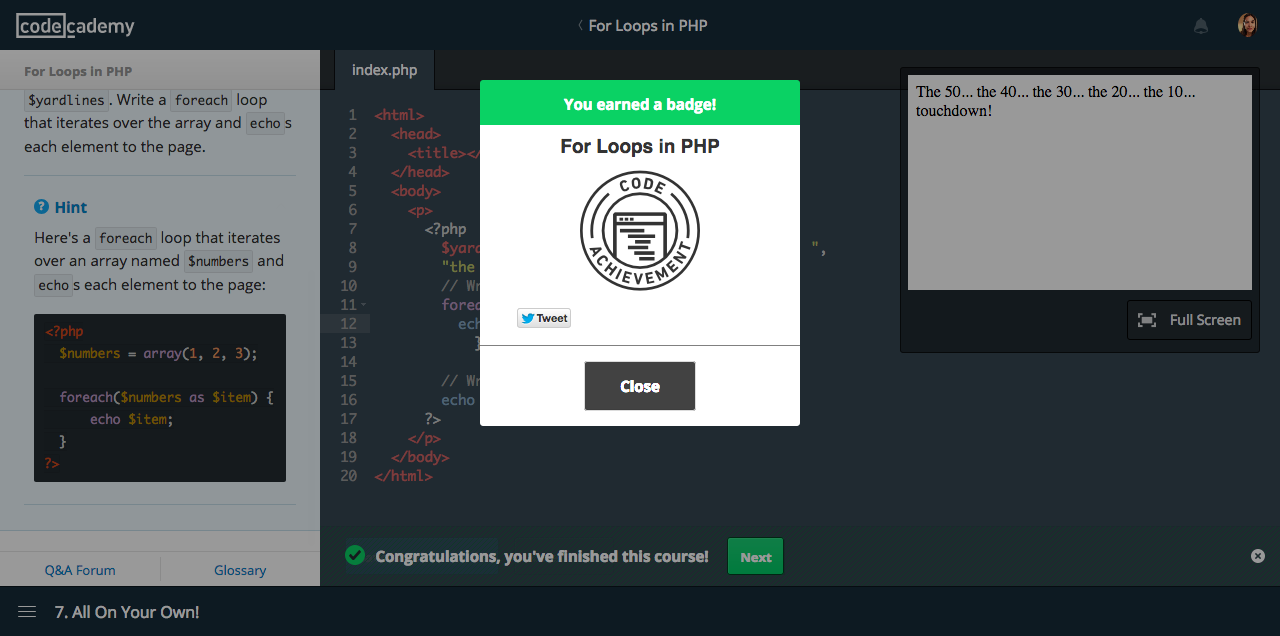 codecademy
For Loops in PHP
For Loops in PHP
$yardlines . Write a foreach loop
that iterates over the array and echo s
each element to the page.
Hint
Here's a foreach loop that iterates
over an array named $numbers and
echo s each element to the page:
<?php
$numbers = array(1, 2, 3);
foreach($numbers as $item) {
echo $item;
}
?>
Q&A Forum
Glossary
index.php
1 <html>
2 <head>
3 <title></
4 </head>
5 <body>
6 <p>
7 <?php
8 ",
9 "the
10 //
11
12
13 }
14
15 //
16 echo
17 ?>
18 </p>
19 </body>
20 </html>
You earned a badge!
For Loops in PHP
CODE
ACHIEVEMENT
Tweet
Close
The 50... the 40... the 30... the 20... the 10...
touchdown!
Full Screen
Congratulations, you've finished this course!
Next
7. All On Your Own!